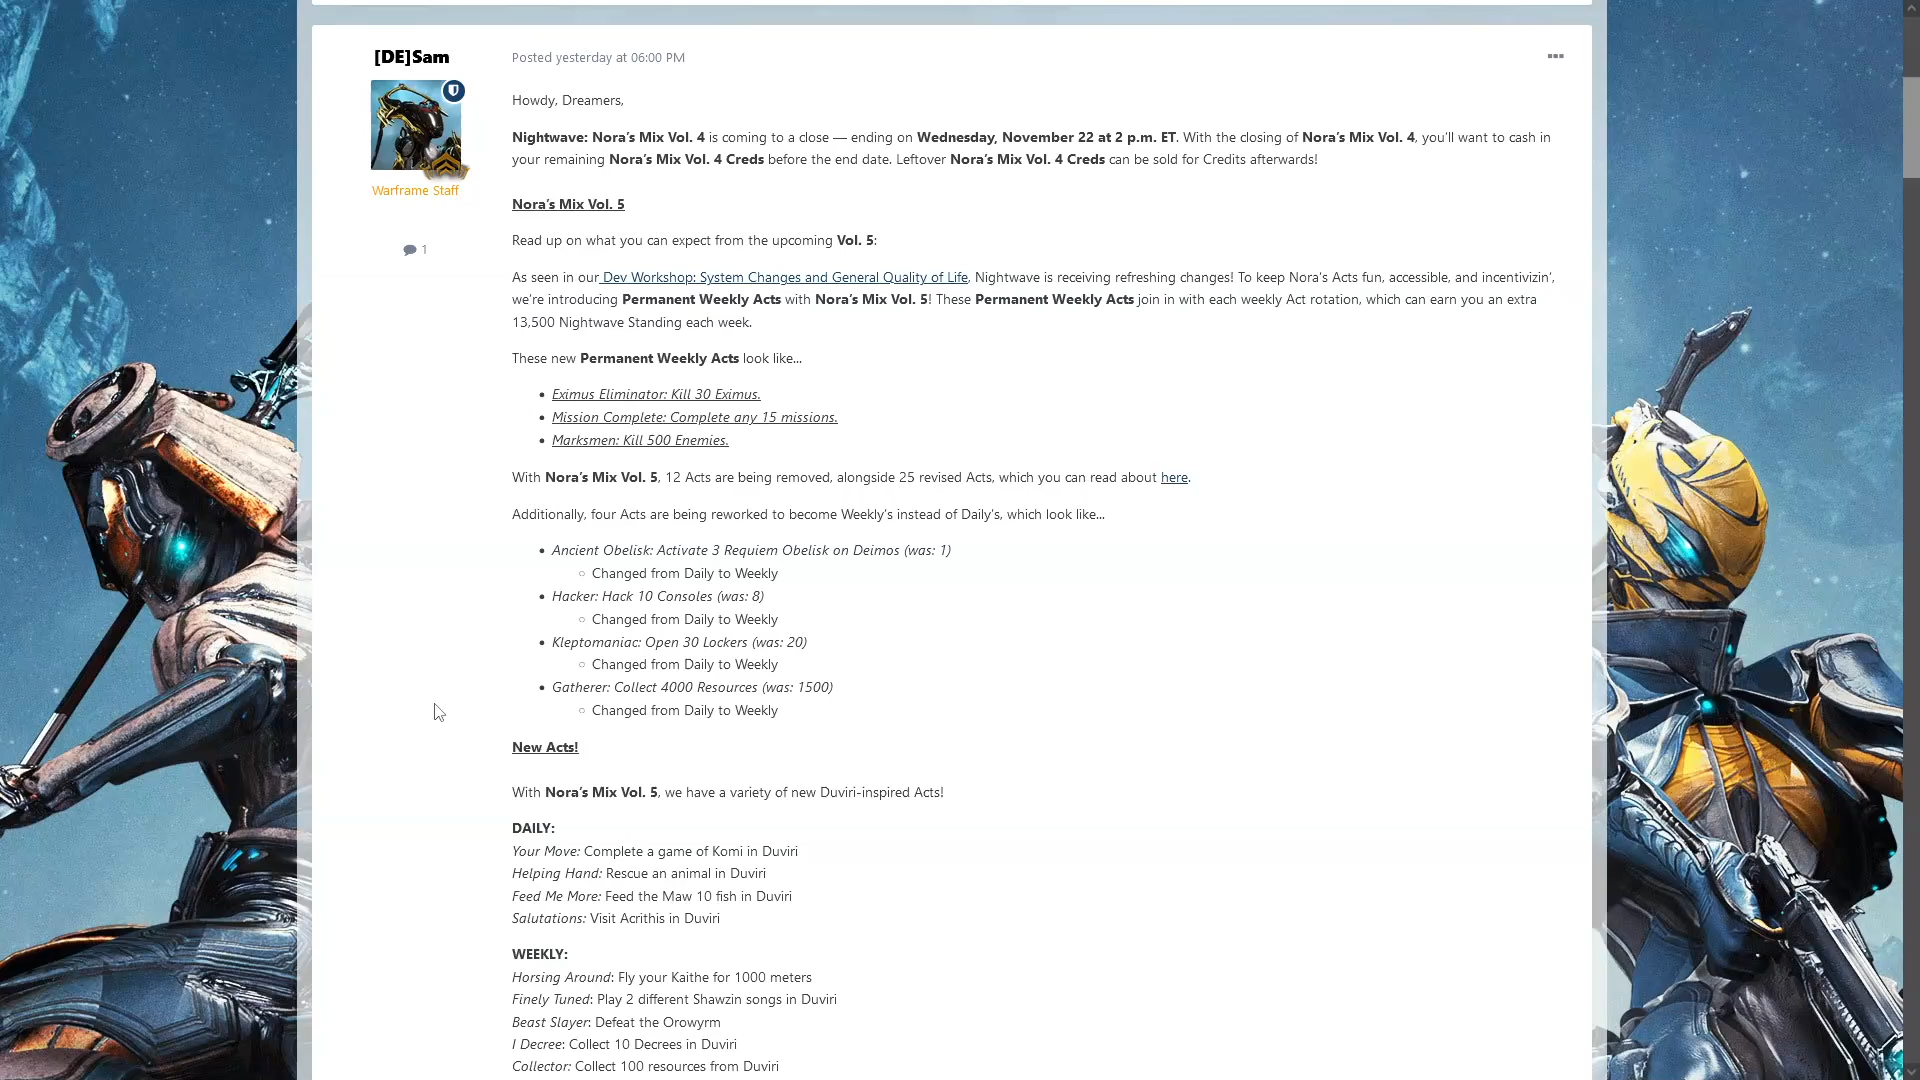 [DE]Sam
Warframe Staff
1
Posted yesterday at 06:00 PM
Howdy, Dreamers,
Nightwave: Nora’s Mix Vol. 4 is coming to a close — ending on Wednesday, November 22 at 2 p.m. ET. With the closing of Nora’s Mix Vol. 4, you’ll want to cash in
your remaining Nora’s Mix Vol. 4 Creds before the end date. Leftover Nora’s Mix Vol. 4 Creds can be sold for Credits afterwards!
Nora’s Mix Vol. 5
Read up on what you can expect from the upcoming Vol. 5:
As seen in our Dev Workshop: System Changes and General Quality of Life, Nightwave is receiving refreshing changes! To keep Nora’s Acts fun, accessible, and incentivizin’,
we’re introducing Permanent Weekly Acts with Nora’s Mix Vol. 5! These Permanent Weekly Acts join in with each weekly Act rotation, which can earn you an extra
13,500 Nightwave Standing each week.
These new Permanent Weekly Acts look like...
Eximus Eliminator: Kill 30 Eximus.
Mission Complete: Complete any 15 missions.
Marksmen: Kill 500 Enemies.
With Nora’s Mix Vol. 5, 12 Acts are being removed, alongside 25 revised Acts, which you can read about here.
Additionally, four Acts are being reworked to become Weekly’s instead of Daily’s, which look like...
Ancient Obelisk: Activate 3 Requiem Obelisk on Deimos (was: 1)
Changed from Daily to Weekly
Hacker: Hack 10 Consoles (was: 8)
Changed from Daily to Weekly
Kleptomaniac: Open 30 Lockers (was: 20)
Changed from Daily to Weekly
Gatherer: Collect 4000 Resources (was: 1500)
Changed from Daily to Weekly
New Acts!
With Nora’s Mix Vol. 5, we have a variety of new Duviri-inspired Acts!
DAILY:
Your Move: Complete a game of Komi in Duviri
Helping Hand: Rescue an animal in Duviri
Feed Me More: Feed the Maw 10 fish in Duviri
Salutations: Visit Acrithis in Duviri
WEEKLY:
Horsing Around: Fly your Kaithe for 1000 meters
Finely Tuned: Play 2 different Shawzin songs in Duviri
Beast Slayer: Defeat the Orowyrm
I Decree: Collect 10 Decrees in Duviri
Collector: Collect 100 resources from Duviri